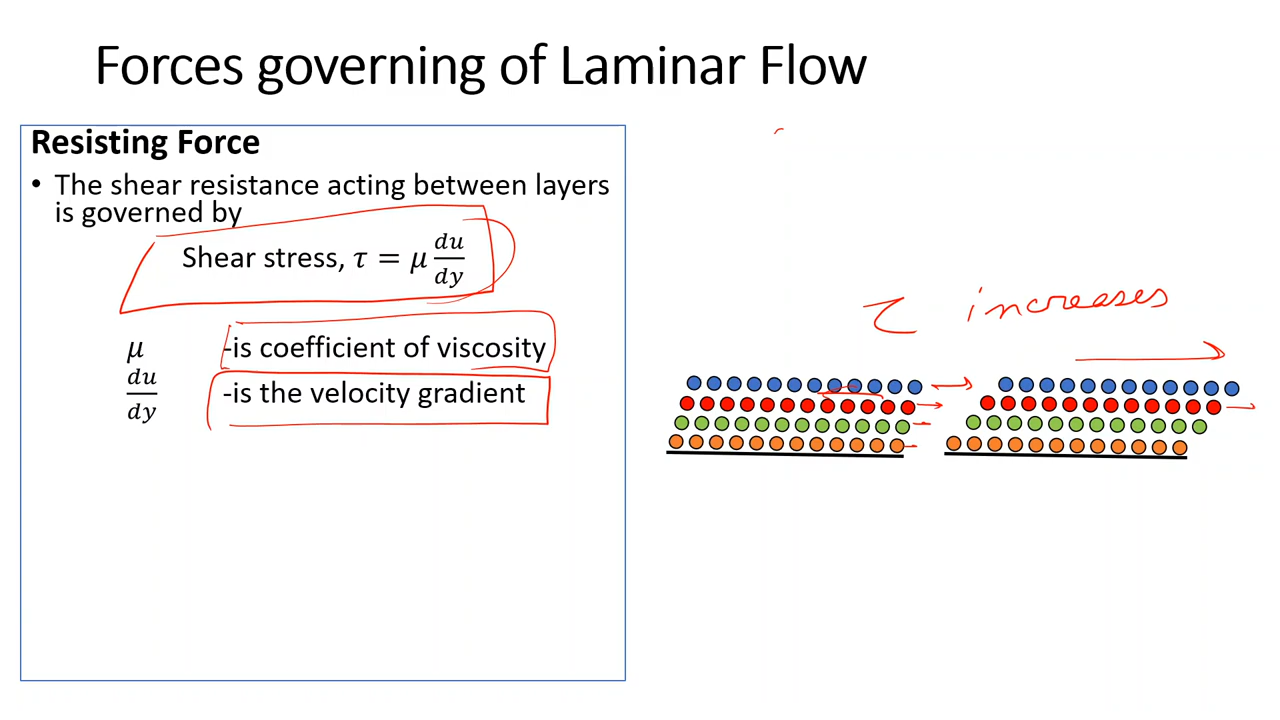 Forces governing of Laminar Flow
Resisting Force
• The shear resistance acting between layers
is governed by
Shear stress, τ = μ du/dy
μ -is coefficient of viscosity
du/dy -is the velocity gradient
τ increases